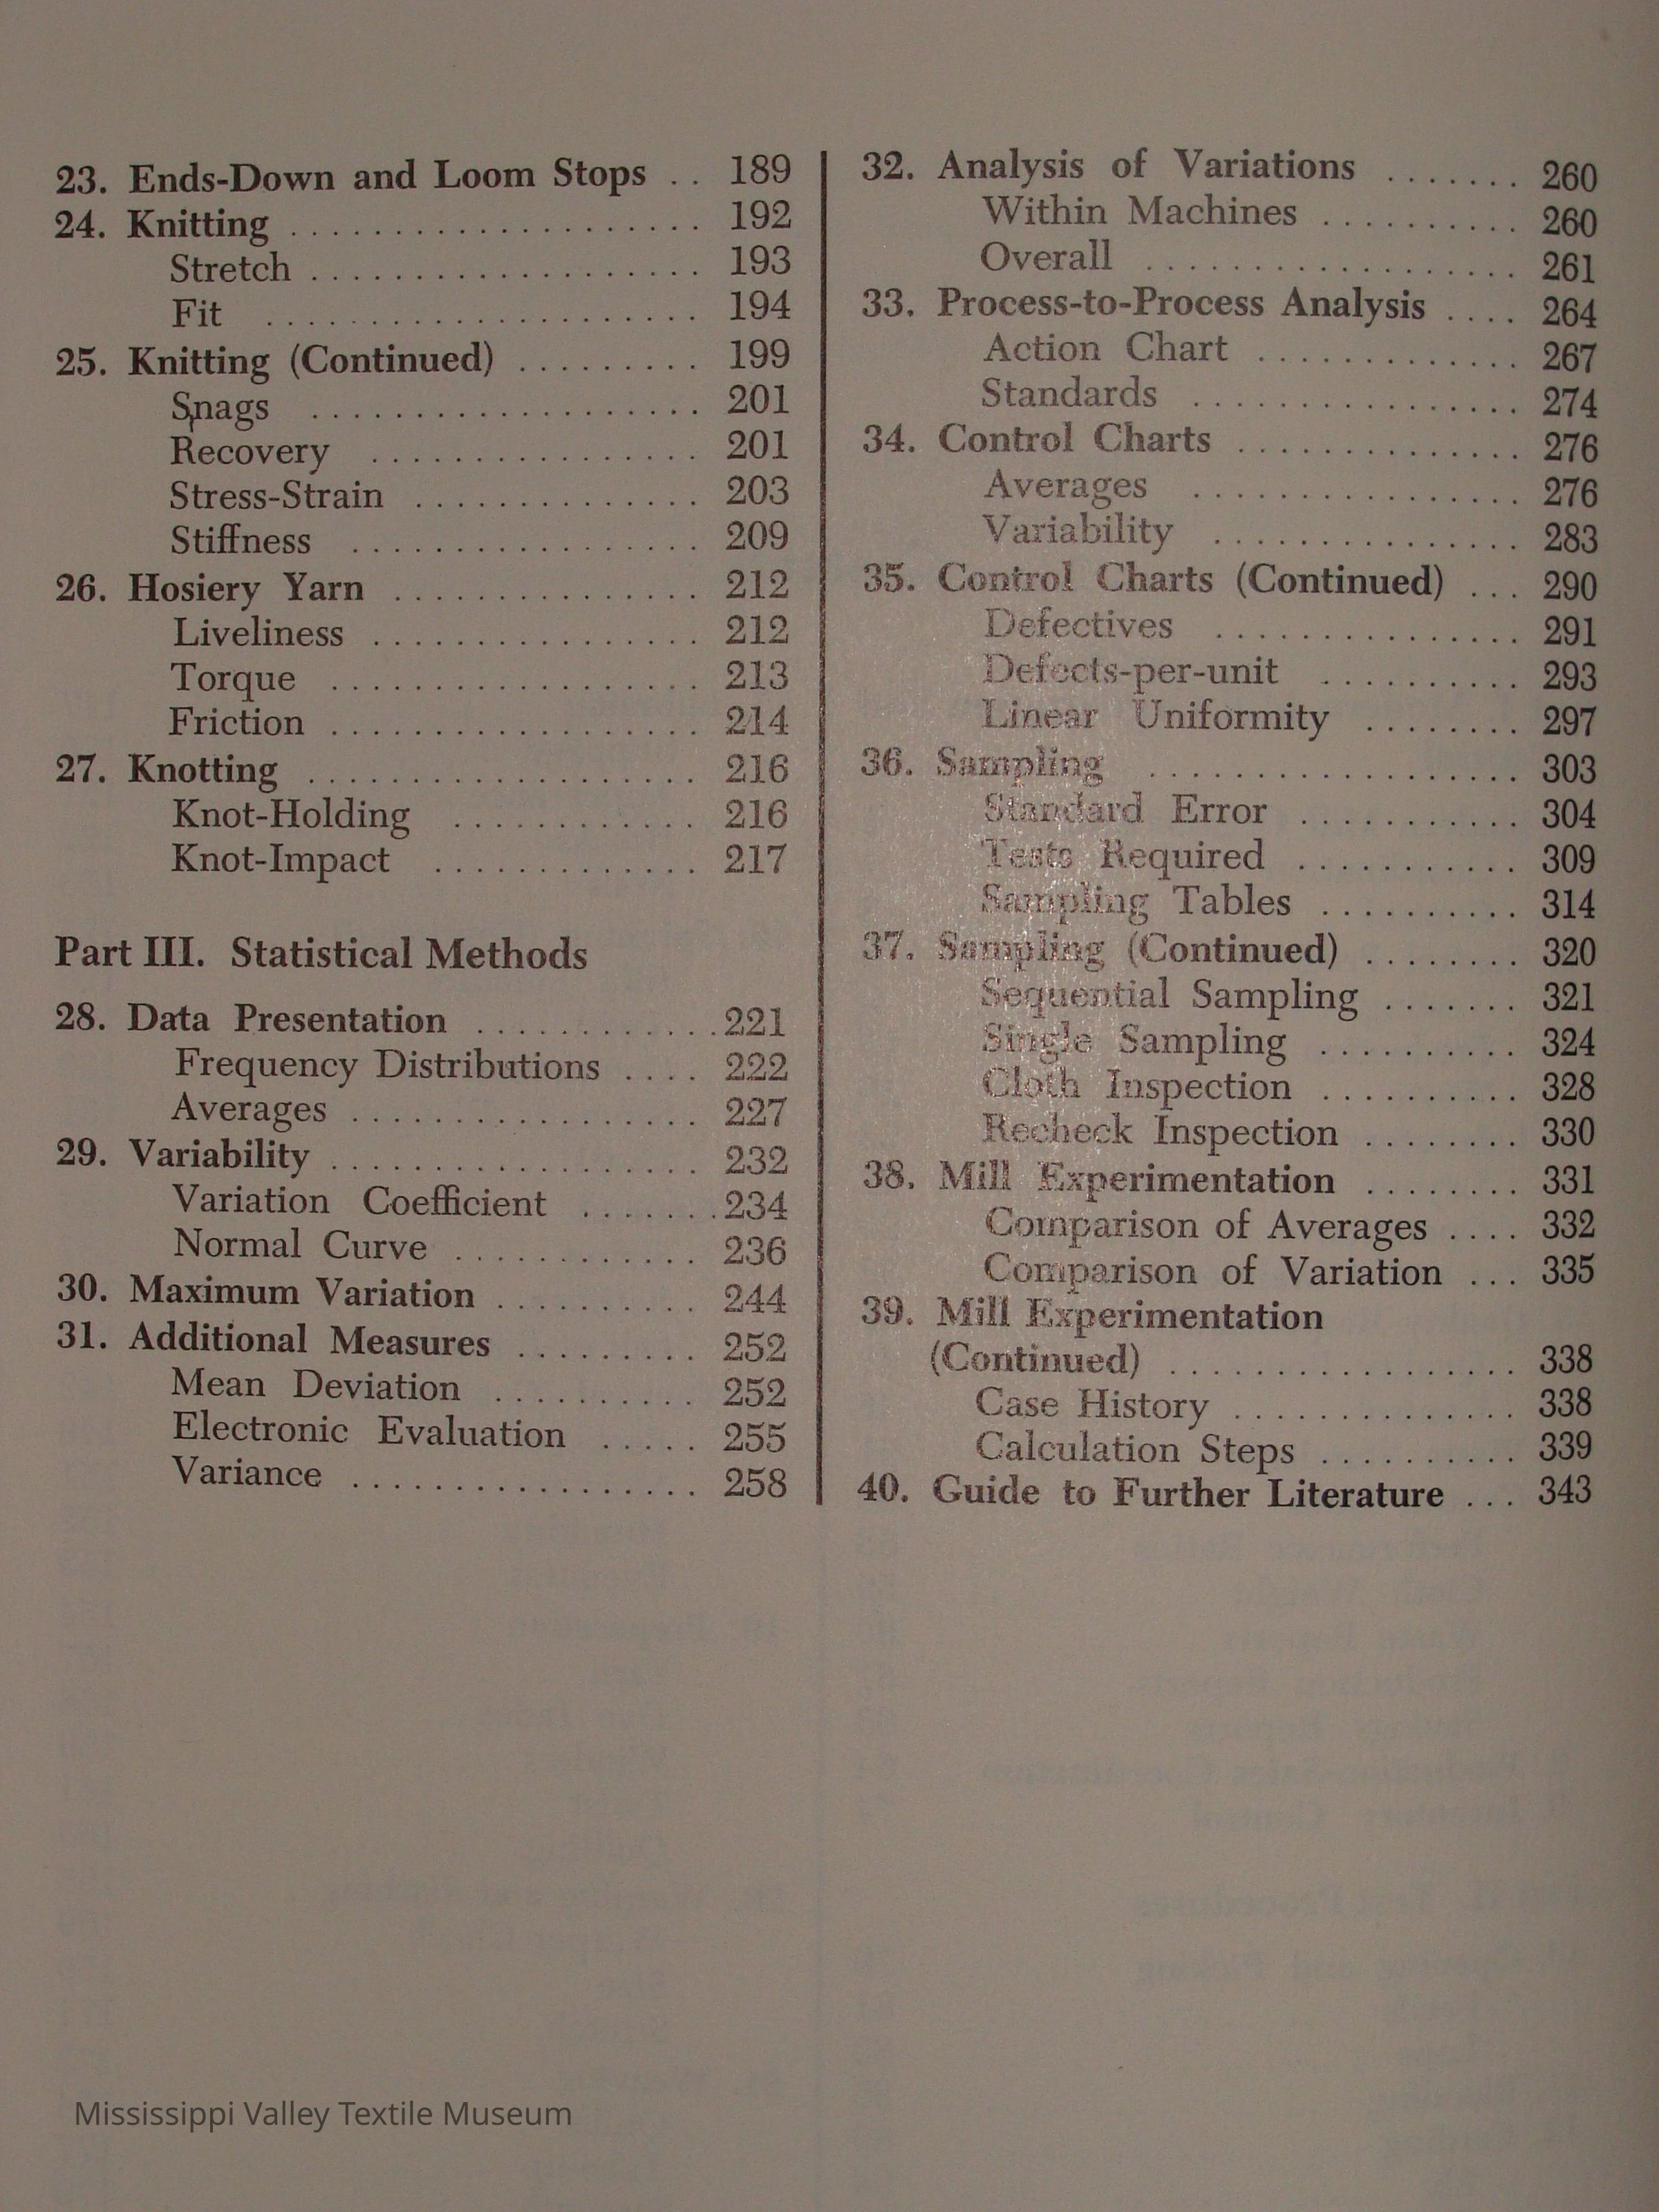 23. Ends-Down and Loom Stops .. 189
24. Knitting .................... 192
Stretch ................... 193
Fit ..................... 194
25. Knitting (Continued) ......... 199
Snags ................... 201
Recovery ................ 201
Stress-Strain .............. 203
Stiffness ................. 209
26. Hosiery Yarn ............... 212
Liveliness ................ 212
Torque .................. 213
Friction .................. 214
27. Knotting ................... 216
Knot-Holding ............ 216
Knot-Impact ............. 217
Part III. Statistical Methods
28. Data Presentation ............ 221
Frequency Distributions .... 222
Averages ................. 227
29. Variability .................. 232
Variation Coefficient ....... 234
Normal Curve ............ 236
30. Maximum Variation .......... 244
31. Additional Measures ......... 252
Mean Deviation .......... 252
Electronic Evaluation ..... 255
Variance ................. 258
32. Analysis of Variations ....... 260
Within Machines .......... 260
Overall .................. 261
33. Process-to-Process Analysis .... 264
Action Chart ............. 267
Standards ................ 274
34. Control Charts .............. 276
Averages ................ 276
Variability ............... 283
35. Control Charts (Continued) ... 290
Defectives ............... 291
Defects-per-unit .......... 293
Linear Uniformity ........ 297
36. Sampling .................. 303
Standard Error ........... 304
Tests Required ........... 309
Sampling Tables .......... 314
37. Sampling (Continued) ........ 320
Sequential Sampling ....... 321
Single Sampling .......... 324
Cloth Inspection .......... 328
Recheck Inspection ........ 330
38. Mill Experimentation ........ 331
Comparison of Averages .... 332
Comparison of Variation ... 335
39. Mill Experimentation
(Continued) ................. 338
Case History .............. 338
Calculation Steps .......... 339
40. Guide to Further Literature ... 343
Mississippi Valley Textile Museum